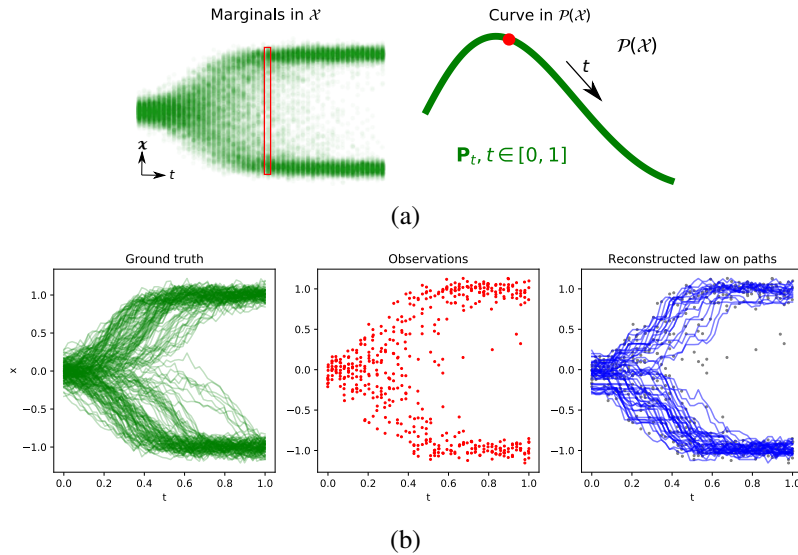 Marginals in 𝒳
Curve in 𝒫(𝒳)
𝒫(𝒳)
t
x
t
P_t, t ∈ [0, 1]
(a)
Ground truth
Observations
Reconstructed law on paths
1.0
0.5
0.0
−0.5
−1.0
x
0.0 0.2 0.4 0.6 0.8 1.0
t
1.0
0.5
0.0
−0.5
−1.0
0.0 0.2 0.4 0.6 0.8 1.0
t
1.0
0.5
0.0
−0.5
−1.0
0.0 0.2 0.4 0.6 0.8 1.0
t
(b)